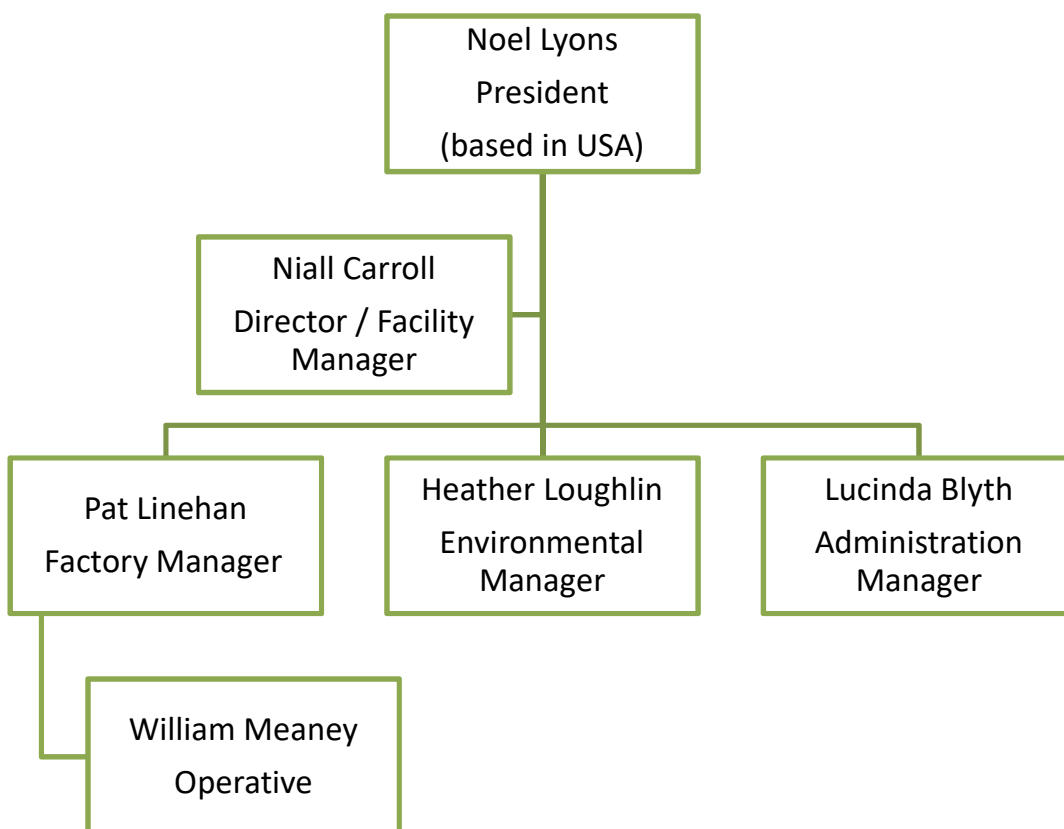 Noel Lyons
President
(based in USA)
Niall Carroll
Director / Facility
Manager
Pat Linehan
Factory Manager
Heather Loughlin
Environmental
Manager
Lucinda Blyth
Administration
Manager
William Meaney
Operative